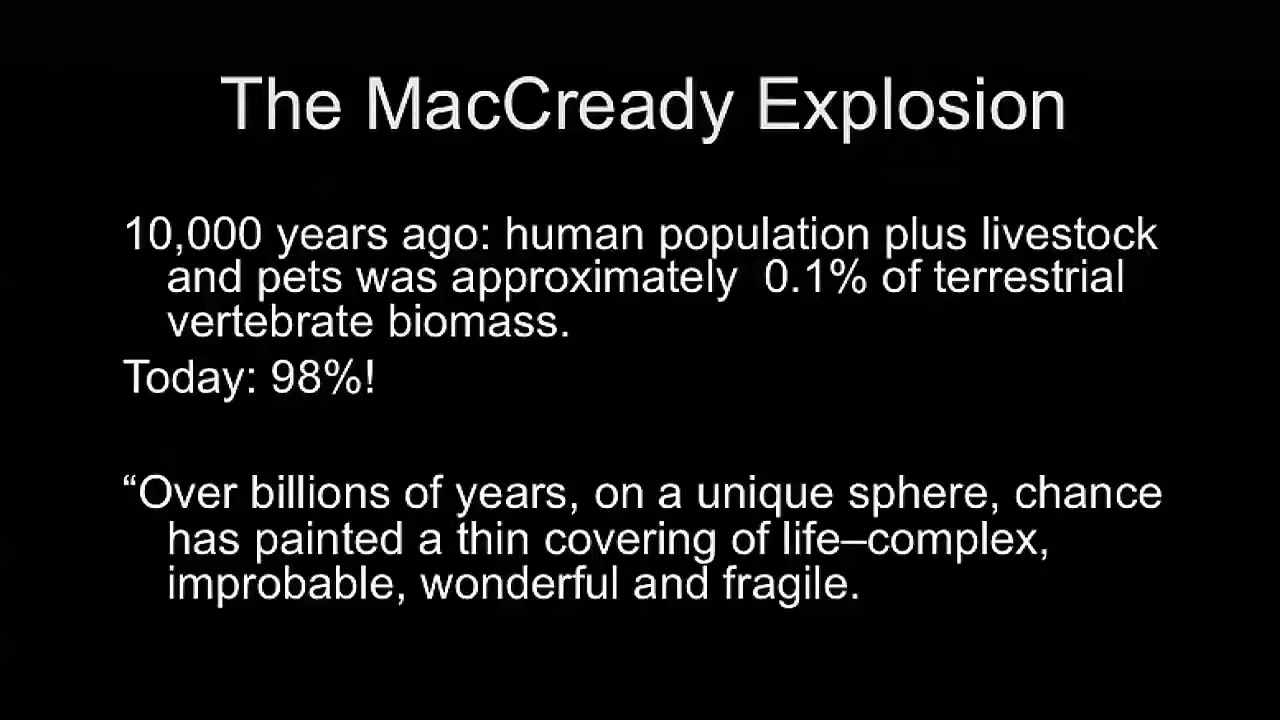 The MacCready Explosion
10,000 years ago: human population plus livestock
and pets was approximately  0.1% of terrestrial
vertebrate biomass.
Today: 98%!
“Over billions of years, on a unique sphere, chance
has painted a thin covering of life–complex,
improbable, wonderful and fragile.